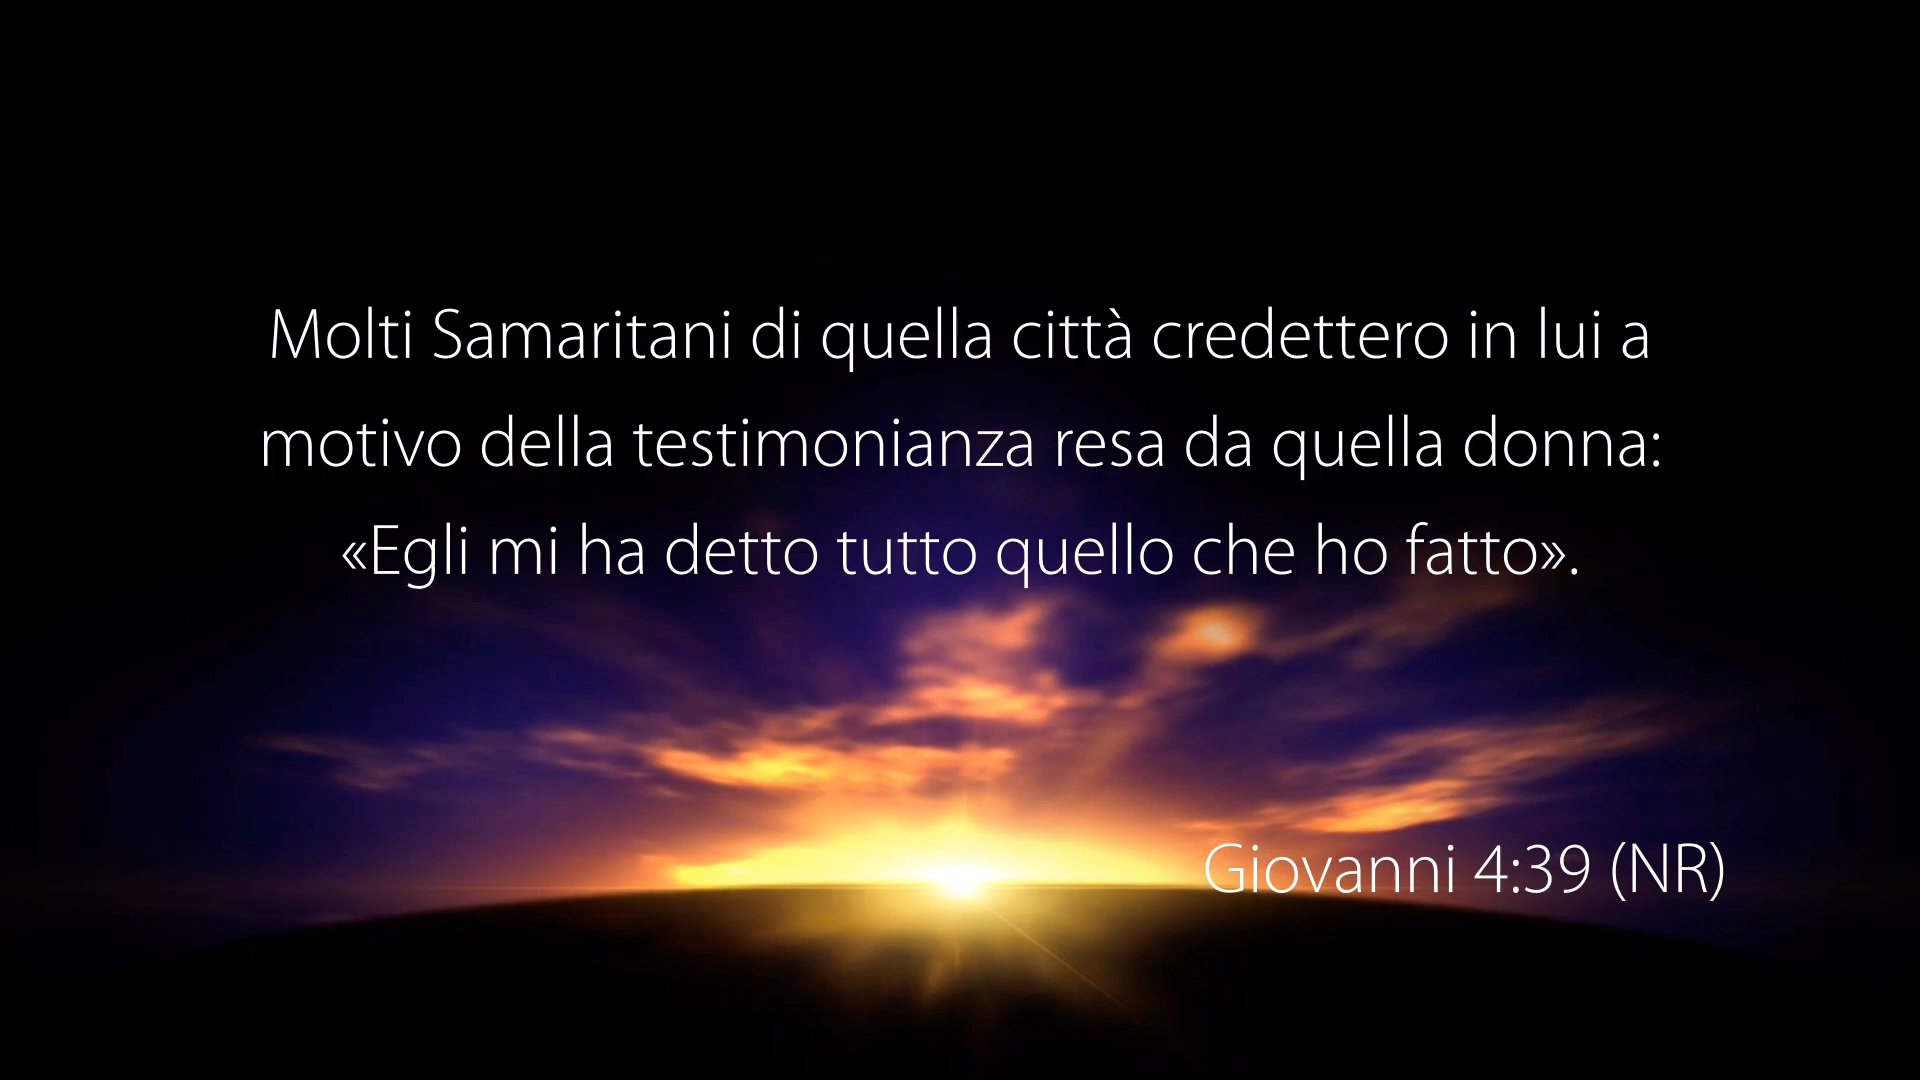 Molti Samaritani di quella città credettero in lui a
motivo della testimonianza resa da quella donna:
«Egli mi ha detto tutto quello che ho fatto».
Giovanni 4:39 (NR)